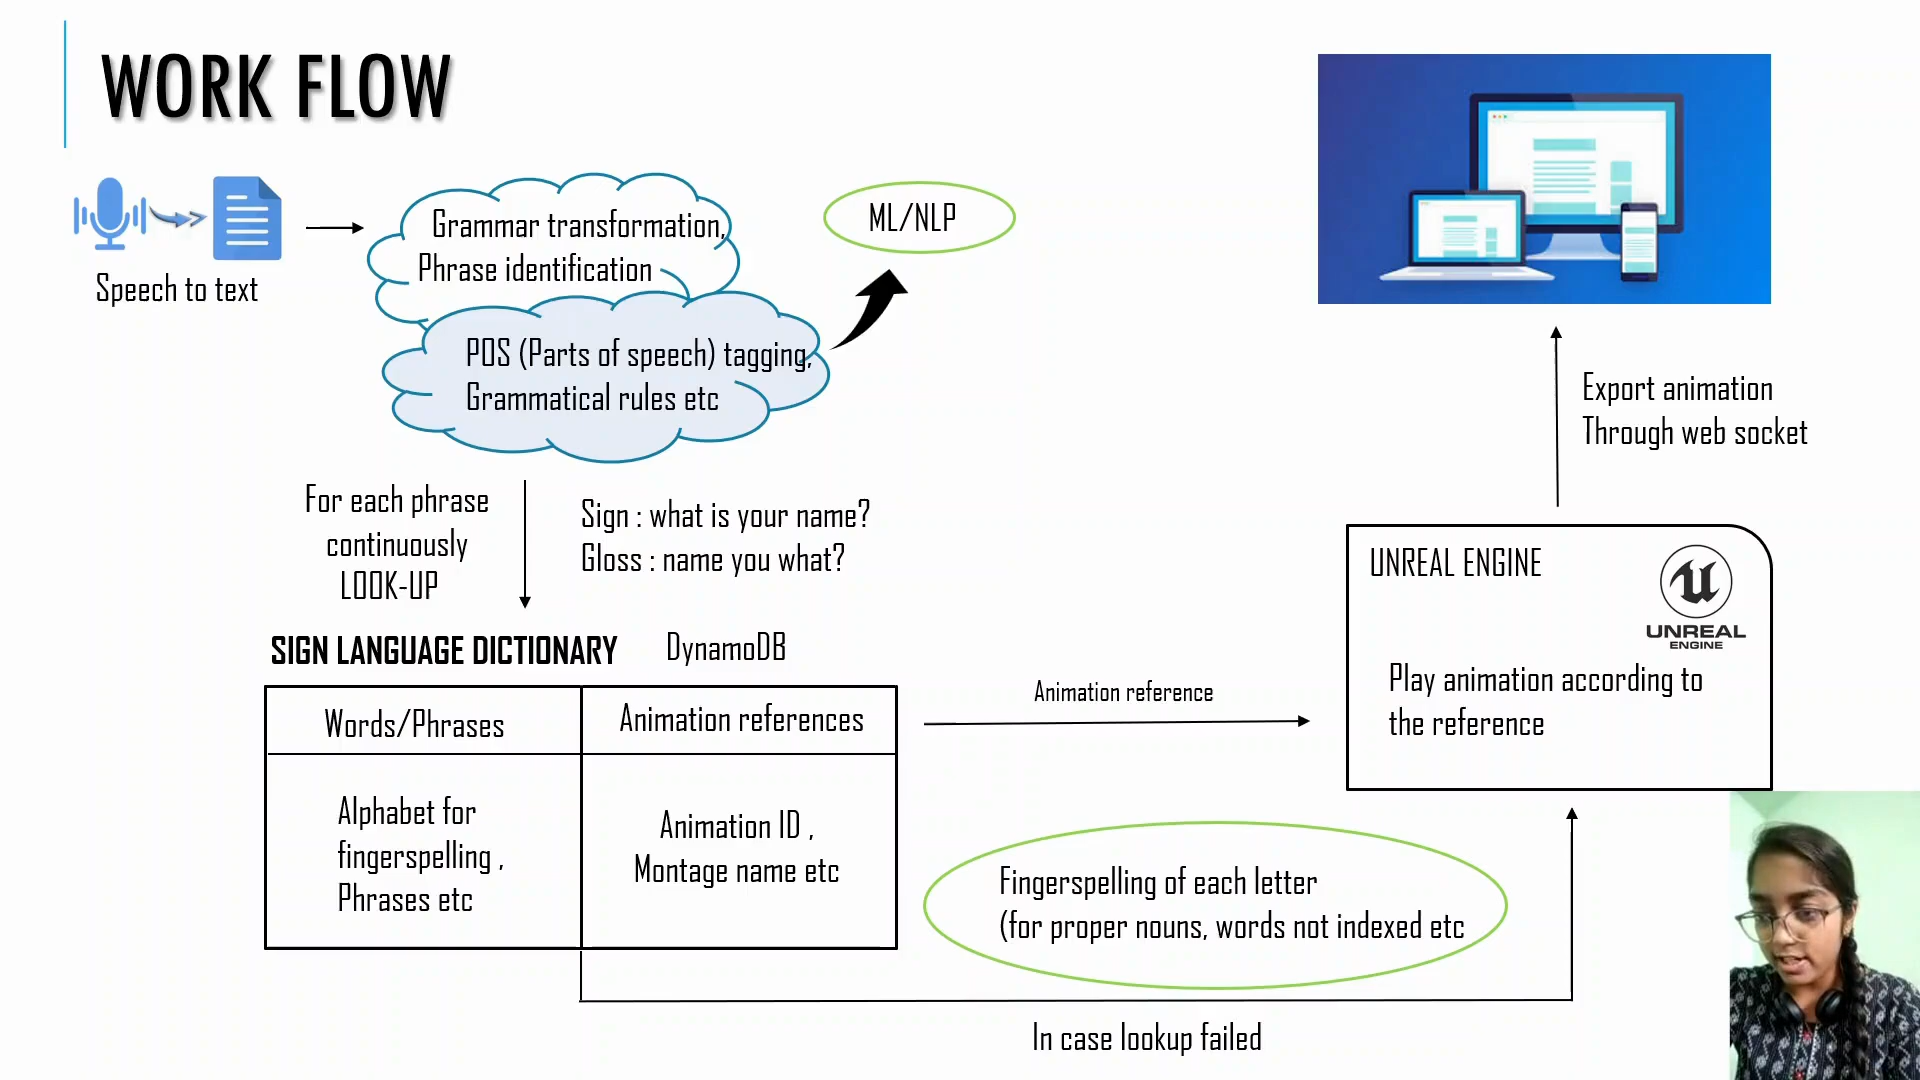 WORK FLOW
Speech to text
Grammar transformation,
Phrase identification
POS (Parts of speech) tagging,
Grammatical rules etc
ML/NLP
For each phrase
continuously
LOOK-UP
Sign : what is your name?
Gloss : name you what?
SIGN LANGUAGE DICTIONARY
DynamoDB
Words/Phrases
Animation references
Alphabet for
fingerspelling ,
Phrases etc
Animation ID ,
Montage name etc
Animation reference
Fingerspelling of each letter
(for proper nouns, words not indexed etc
In case lookup failed
UNREAL ENGINE
UNREAL
ENGINE
Play animation according to
the reference
Export animation
Through web socket